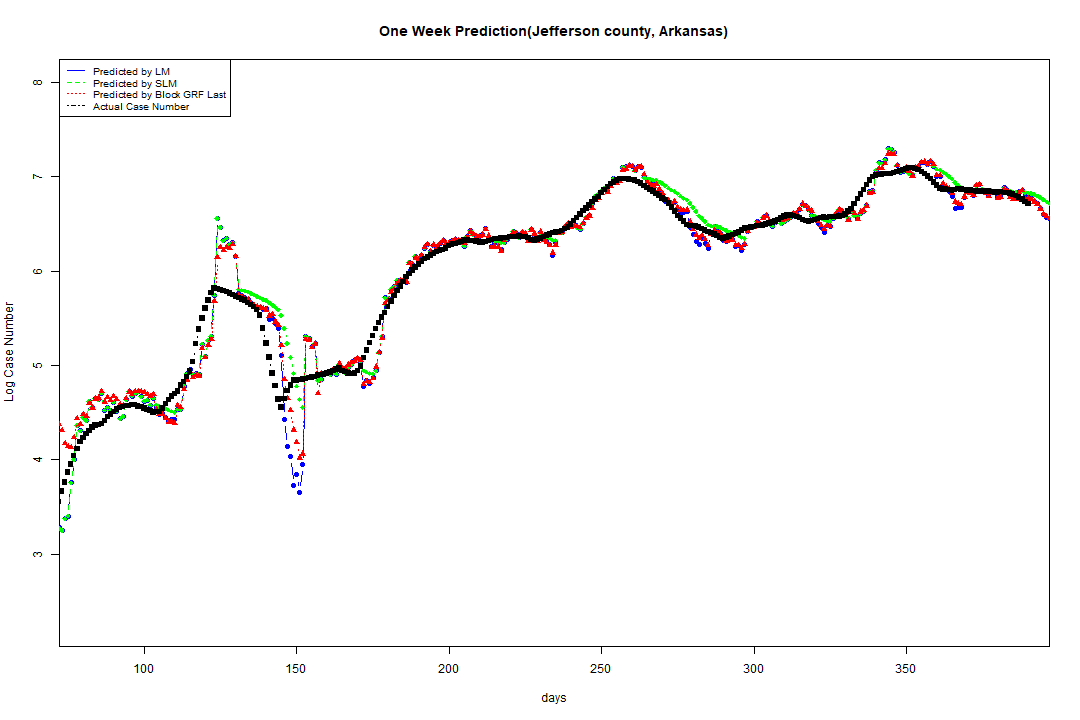 One Week Prediction(Jefferson county, Arkansas)
Predicted by LM
Predicted by SLM
Predicted by Block GRF Last
Actual Case Number
8
7
6
5
4
3
Log Case Number
100 150 200 250 300 350
days